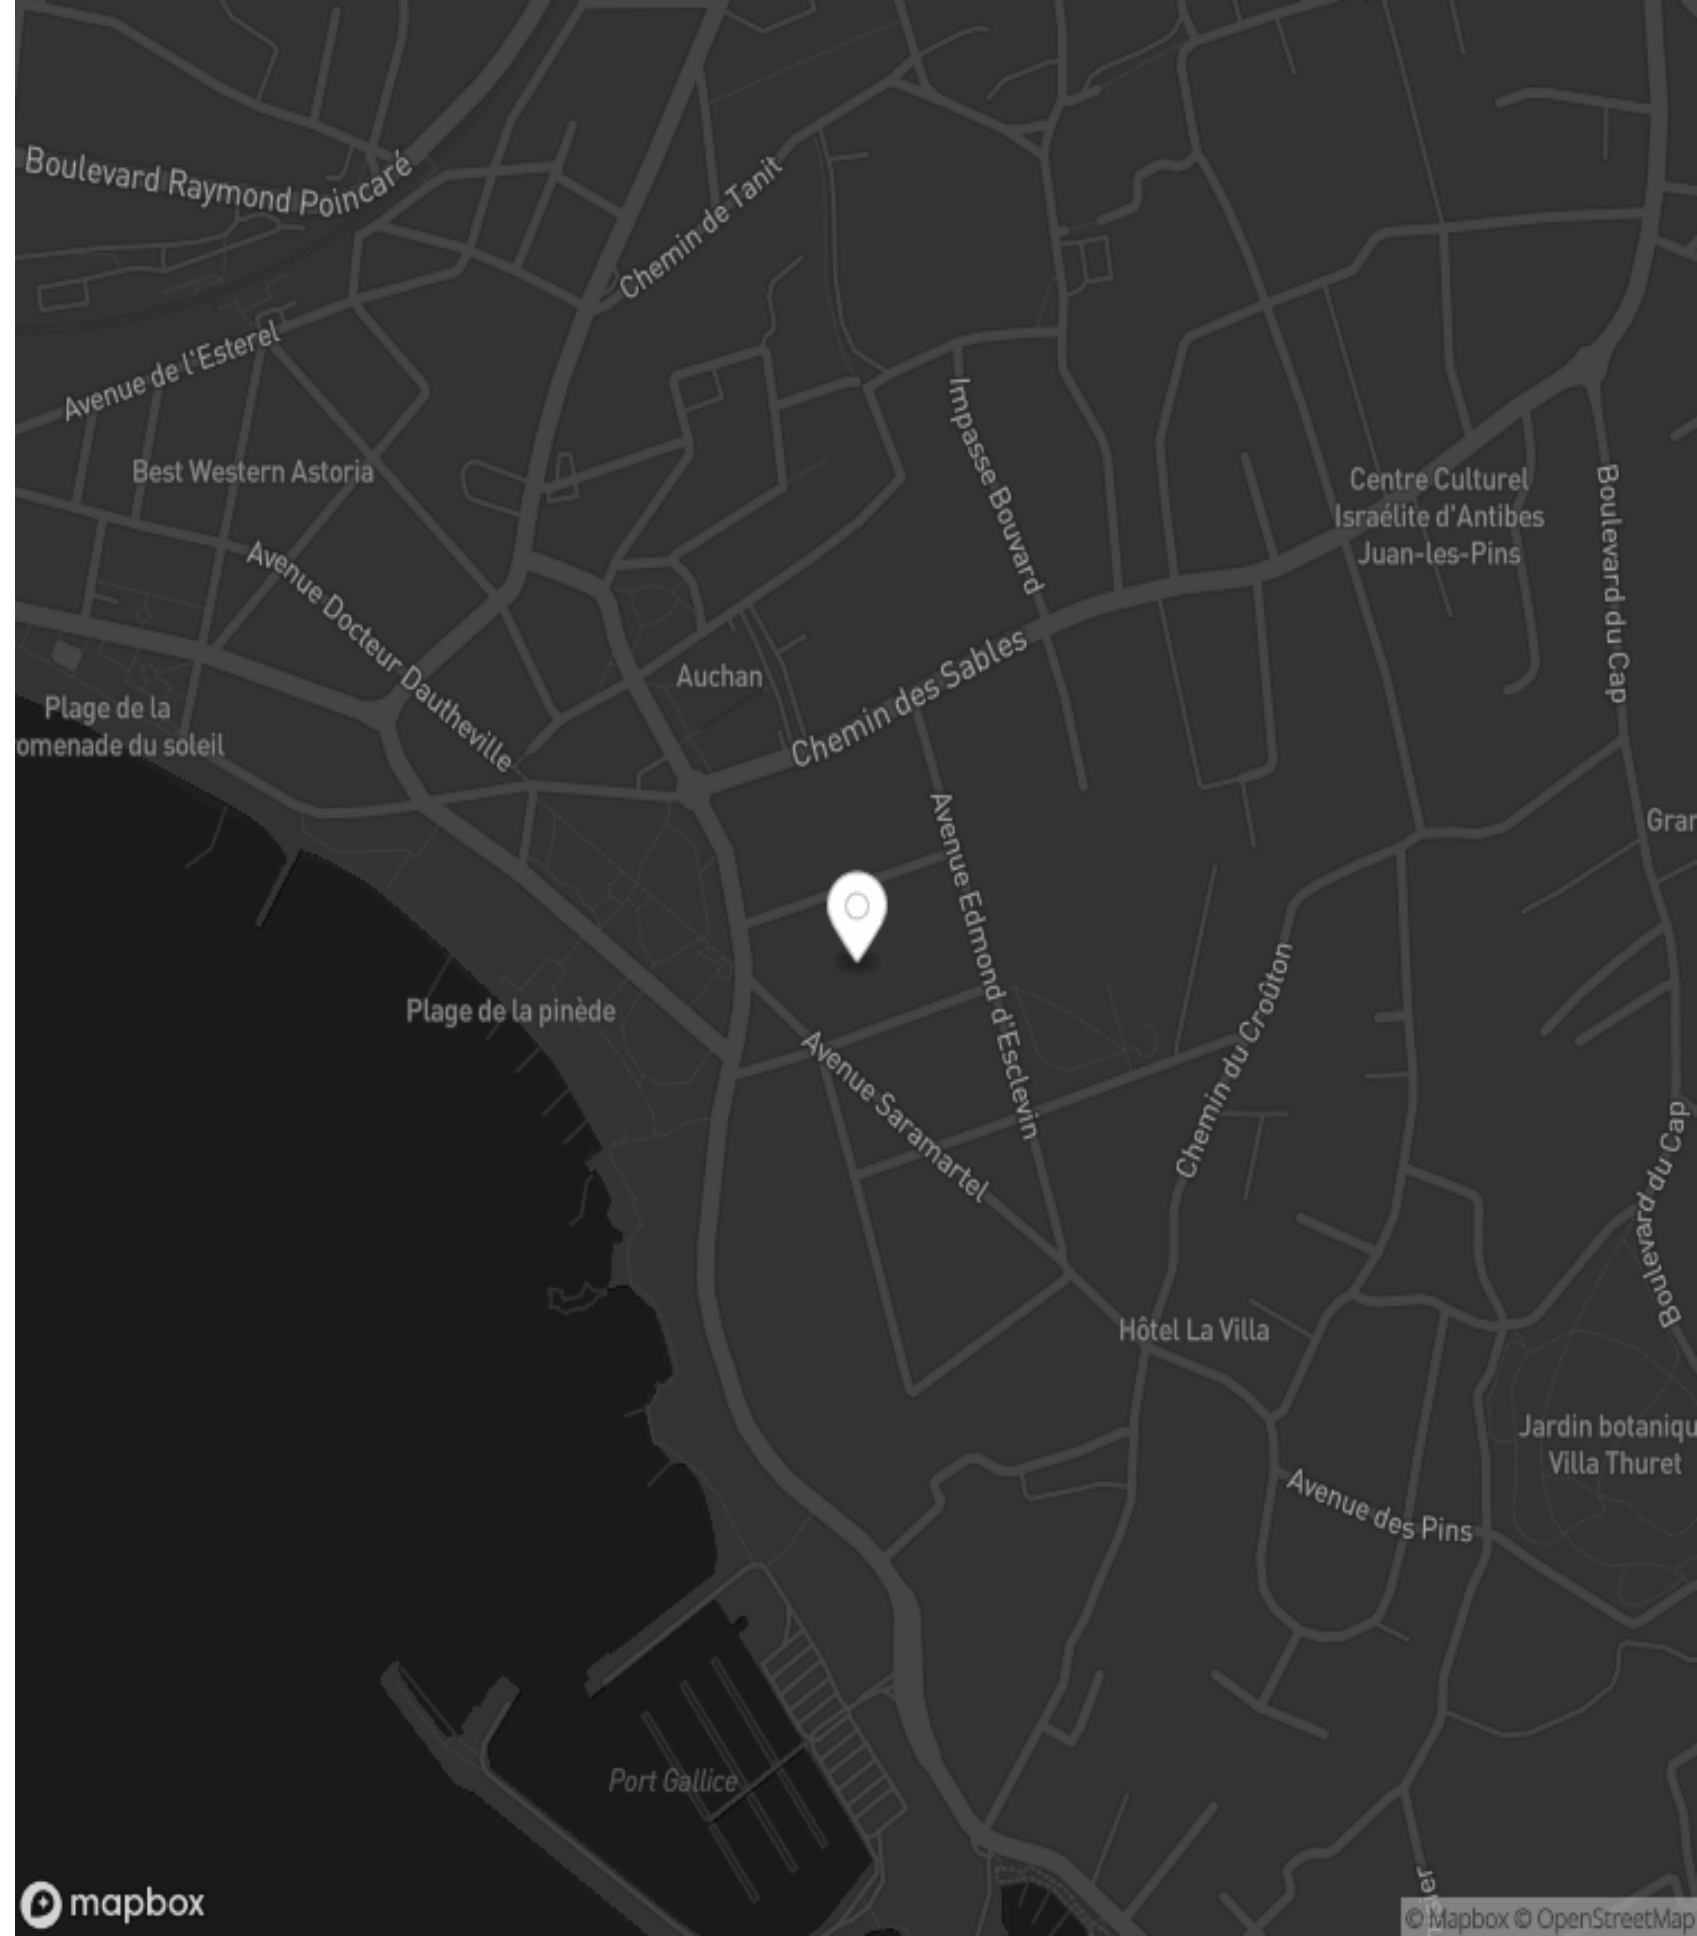 Boulevard Raymond Poincaré
Chemin de Tanit
Avenue de l'Esterel
Best Western Astoria
Impasse Bouvard
Centre Culturel
Israélite d'Antibes
Juan-les-Pins
Boulevard du Cap
Avenue Docteur Dautheville
Auchan
Chemin des Sables
Plage de la
omenade du soleil
Avenue Edmond d'Esclevin
Gran
Plage de la pinède
Chemin du Croûton
Avenue Saramartel
Boulevard du Cap
Hôtel La Villa
Jardin botaniqu
Villa Thuret
Avenue des Pins
Port Gallice
mapbox
© Mapbox © OpenStreetMap